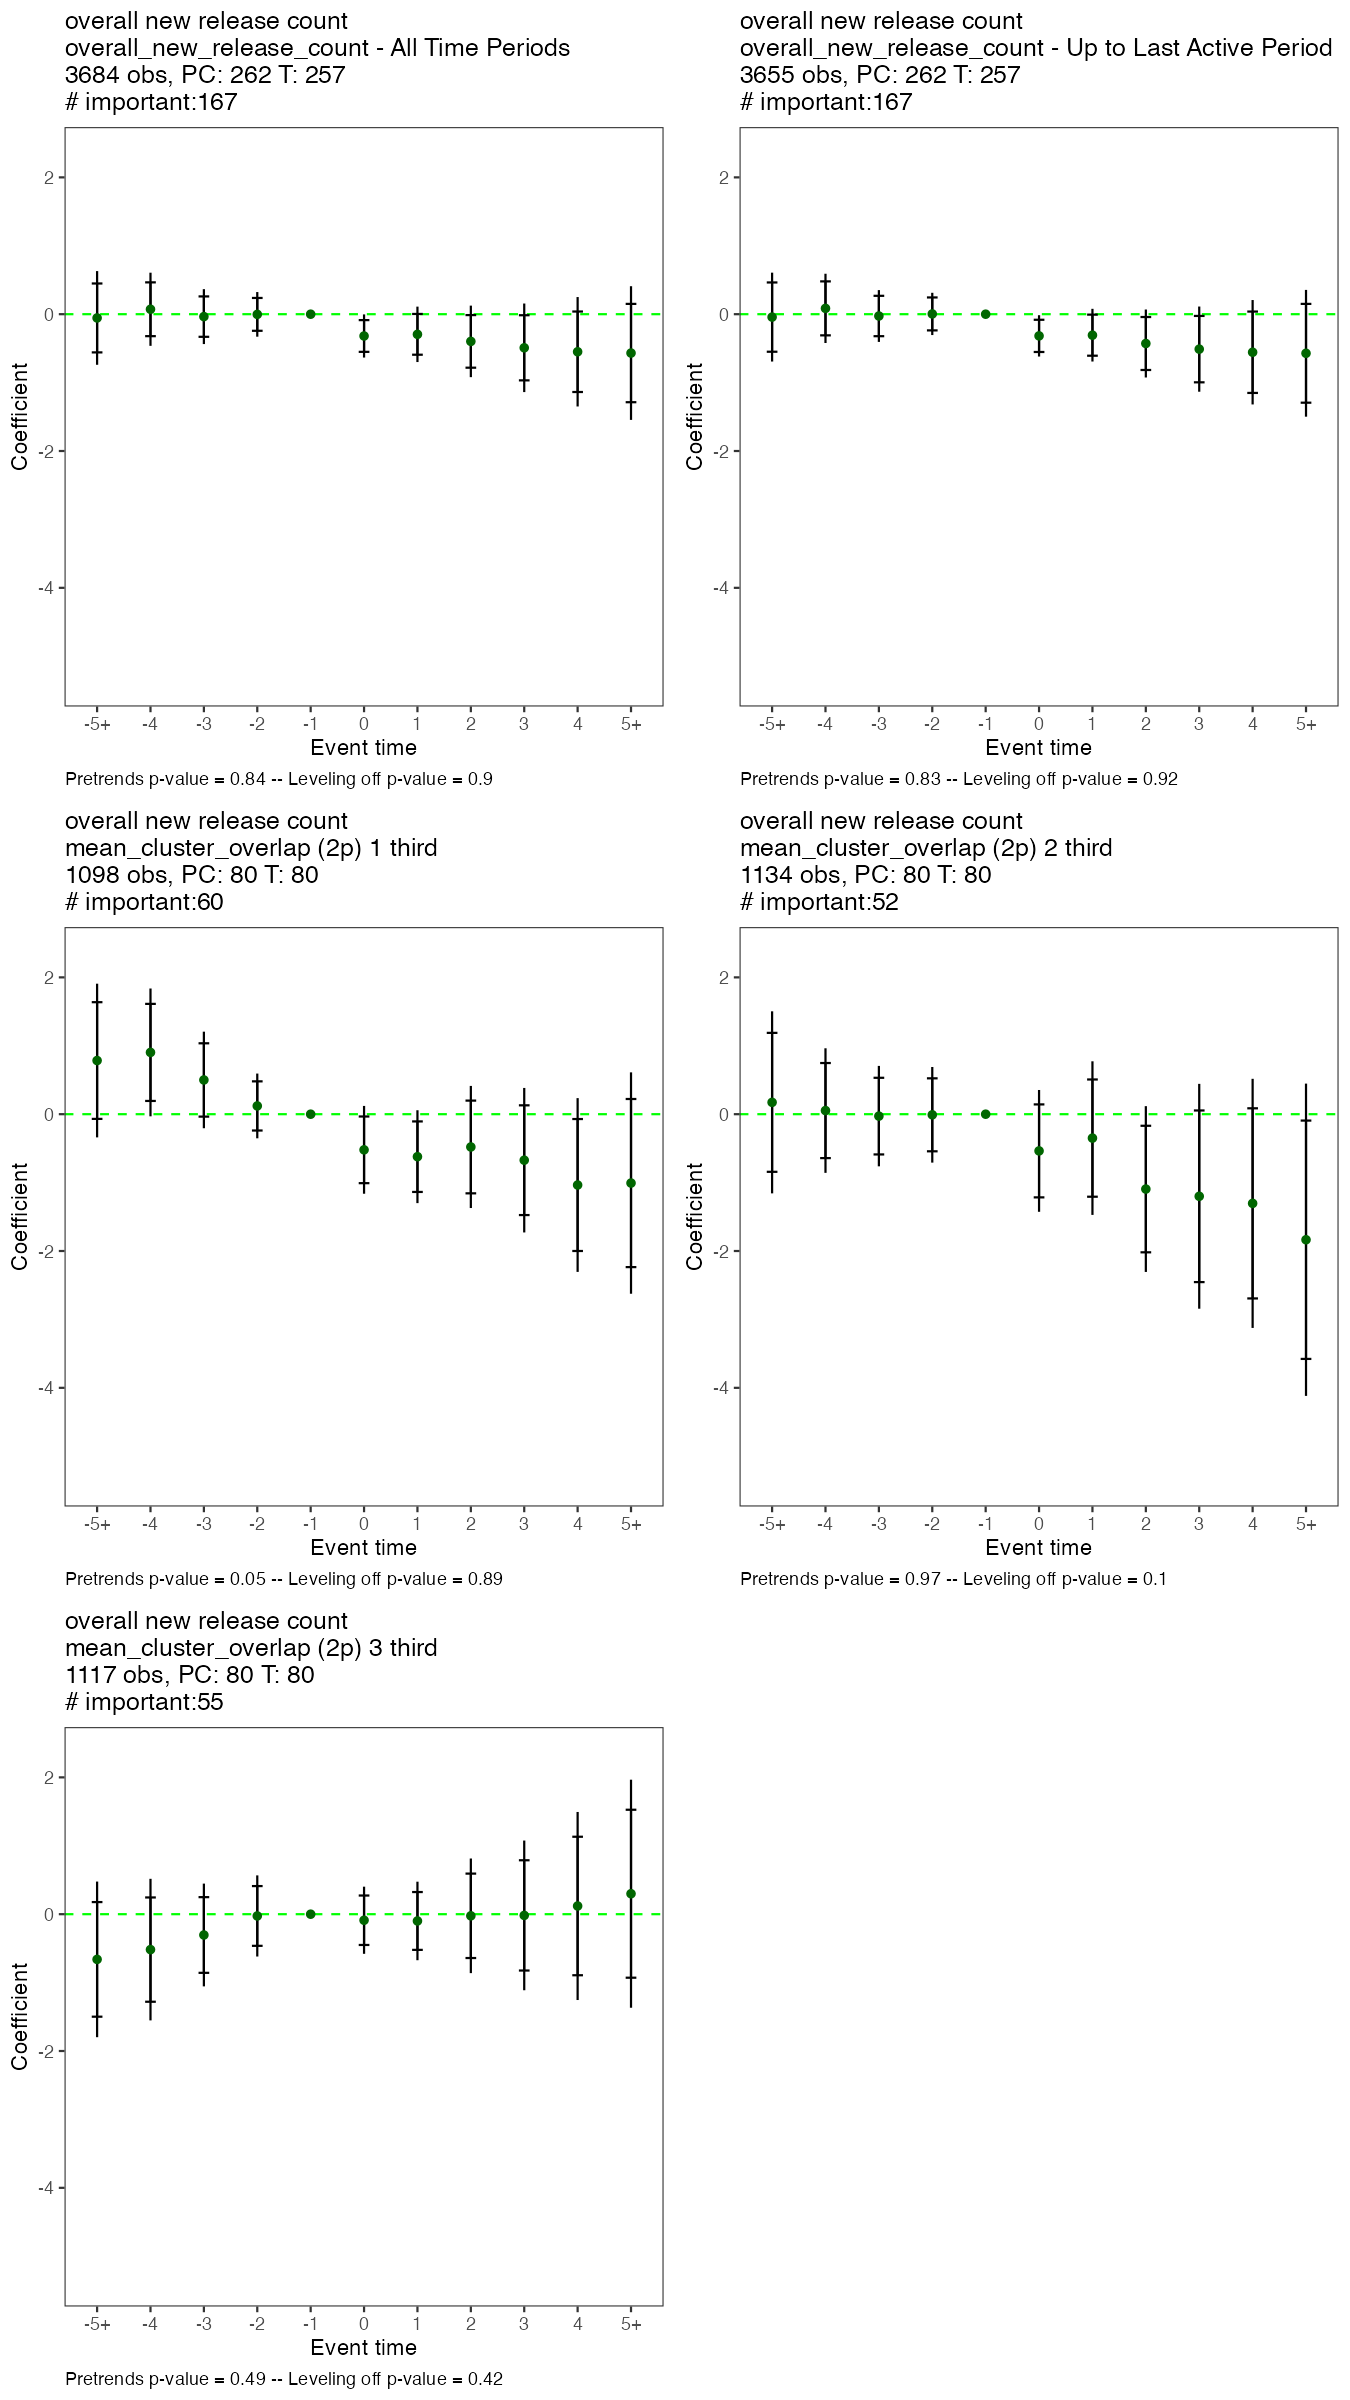 overall new release count
overall_new_release_count - All Time Periods
3684 obs, PC: 262 T: 257
# important:167
2
0
-2
-4
Coefficient
-5+ -4 -3 -2 -1 0 1 2 3 4 5+
Event time
Pretrends p-value = 0.84 -- Leveling off p-value = 0.9
overall new release count
overall_new_release_count - Up to Last Active Period
3655 obs, PC: 262 T: 257
# important:167
2
0
-2
-4
Coefficient
-5+ -4 -3 -2 -1 0 1 2 3 4 5+
Event time
Pretrends p-value = 0.83 -- Leveling off p-value = 0.92
overall new release count
mean_cluster_overlap (2p) 1 third
1098 obs, PC: 80 T: 80
# important:60
2
0
-2
-4
Coefficient
-5+ -4 -3 -2 -1 0 1 2 3 4 5+
Event time
Pretrends p-value = 0.05 -- Leveling off p-value = 0.89
overall new release count
mean_cluster_overlap (2p) 2 third
1134 obs, PC: 80 T: 80
# important:52
2
0
-2
-4
Coefficient
-5+ -4 -3 -2 -1 0 1 2 3 4 5+
Event time
Pretrends p-value = 0.97 -- Leveling off p-value = 0.1
overall new release count
mean_cluster_overlap (2p) 3 third
1117 obs, PC: 80 T: 80
# important:55
2
0
-2
-4
Coefficient
-5+ -4 -3 -2 -1 0 1 2 3 4 5+
Event time
Pretrends p-value = 0.49 -- Leveling off p-value = 0.42